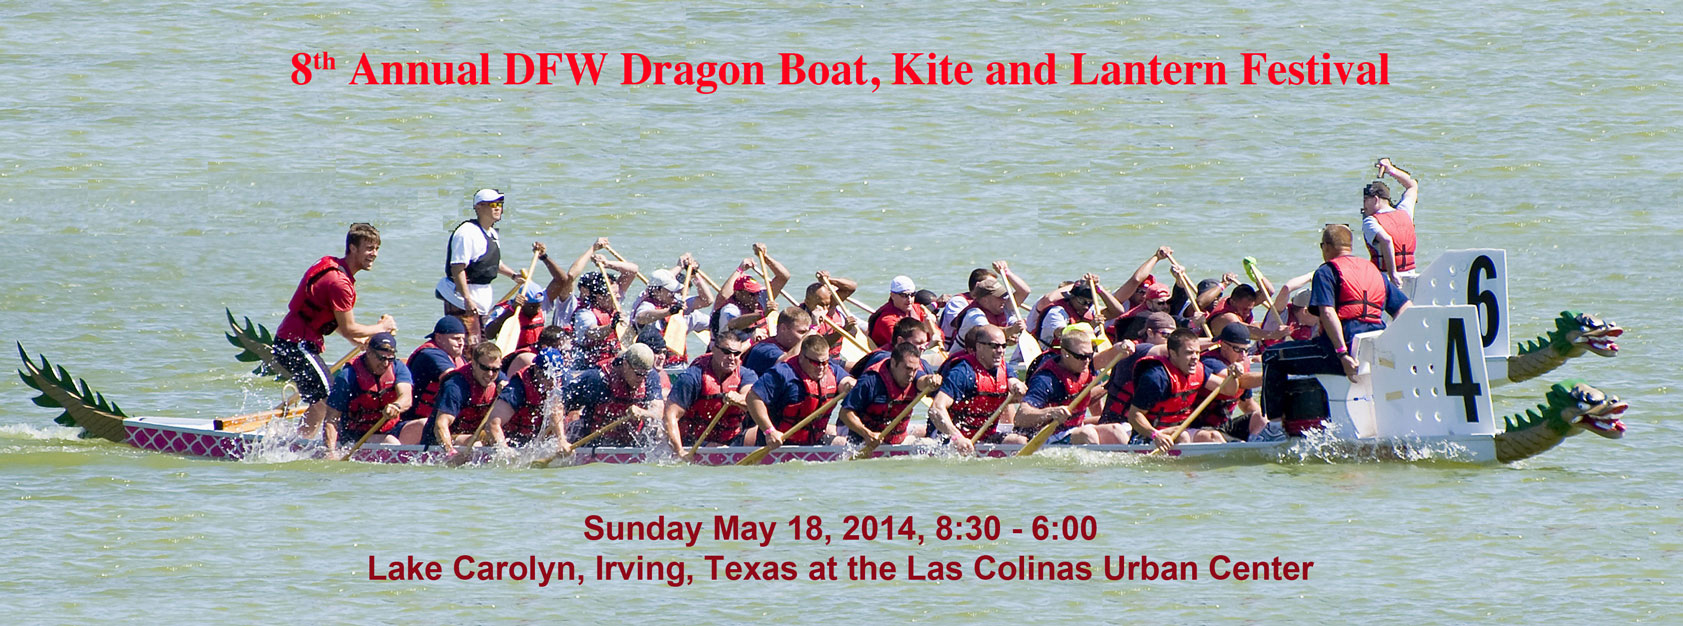 8th Annual DFW Dragon Boat, Kite and Lantern Festival
6
4
Sunday May 18, 2014, 8:30 - 6:00
Lake Carolyn, Irving, Texas at the Las Colinas Urban Center